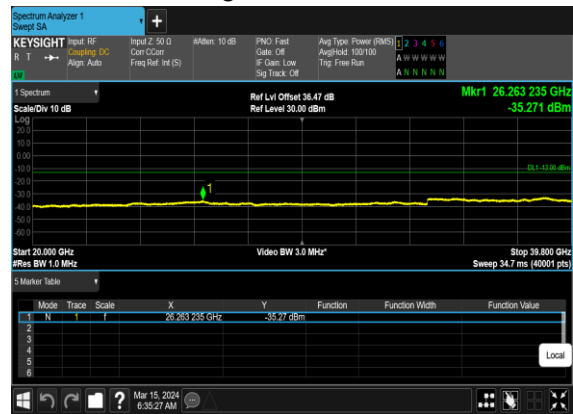 Spectrum Analyzer 1
Swept SA
+
KEYSIGHT Input: RF Input Z: 50 Ω #Atten: 10 dB PNO: Fast Avg Type: Power (RMS) 1 2 3 4 5 6
R T Coupling: DC Corr CCorr Gate: Off Avg|Hold: 100/100 A W W W W W
Align: Auto Freq Ref: Int (S) IF Gain: Low Trig: Free Run
LW Sig Track: Off A N N N N N
1 Spectrum Ref Lvl Offset 36.47 dB Mkr1 26.263 235 GHz
Scale/Div 10 dB Ref Level 30.00 dBm -35.271 dBm
Log
20.0
10.0
0.00
-10.0
DL1 -13.00 dBm
-20.0
1
-30.0
-40.0
-50.0
-60.0
Start 20.000 GHz Video BW 3.0 MHz* Stop 39.800 GHz
#Res BW 1.0 MHz Sweep 34.7 ms (40001 pts)
5 Marker Table
Mode Trace Scale X Y Function Function Width Function Value
1 N 1 f 26.263 235 GHz -35.27 dBm
2
3
4
5
6
Local
? Mar 15, 2024
6:35:27 AM